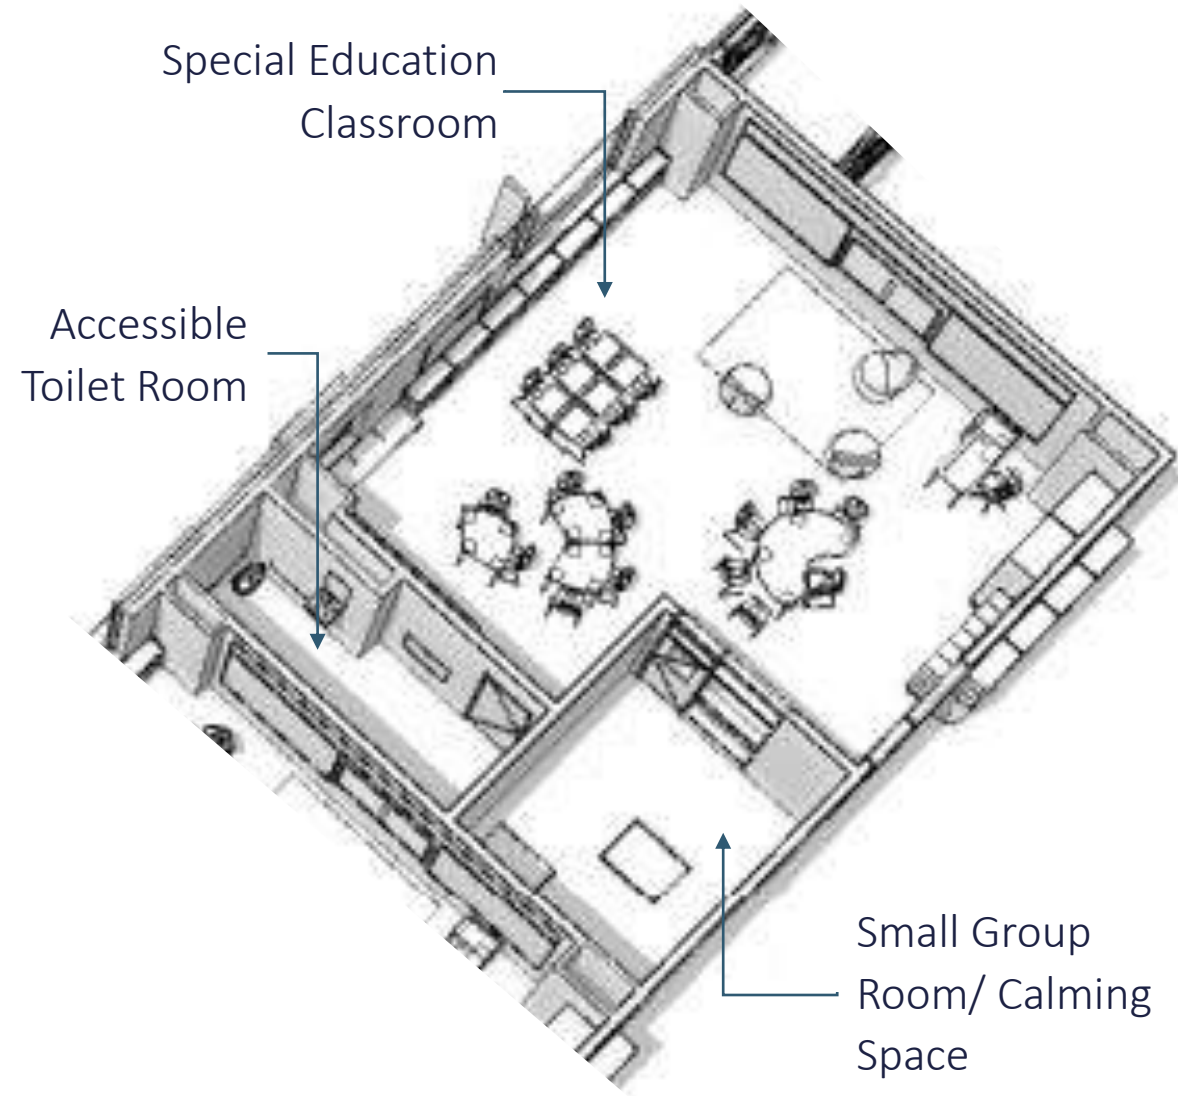 Special Education
Classroom
Accessible
Toilet Room
Small Group
Room/ Calming
Space